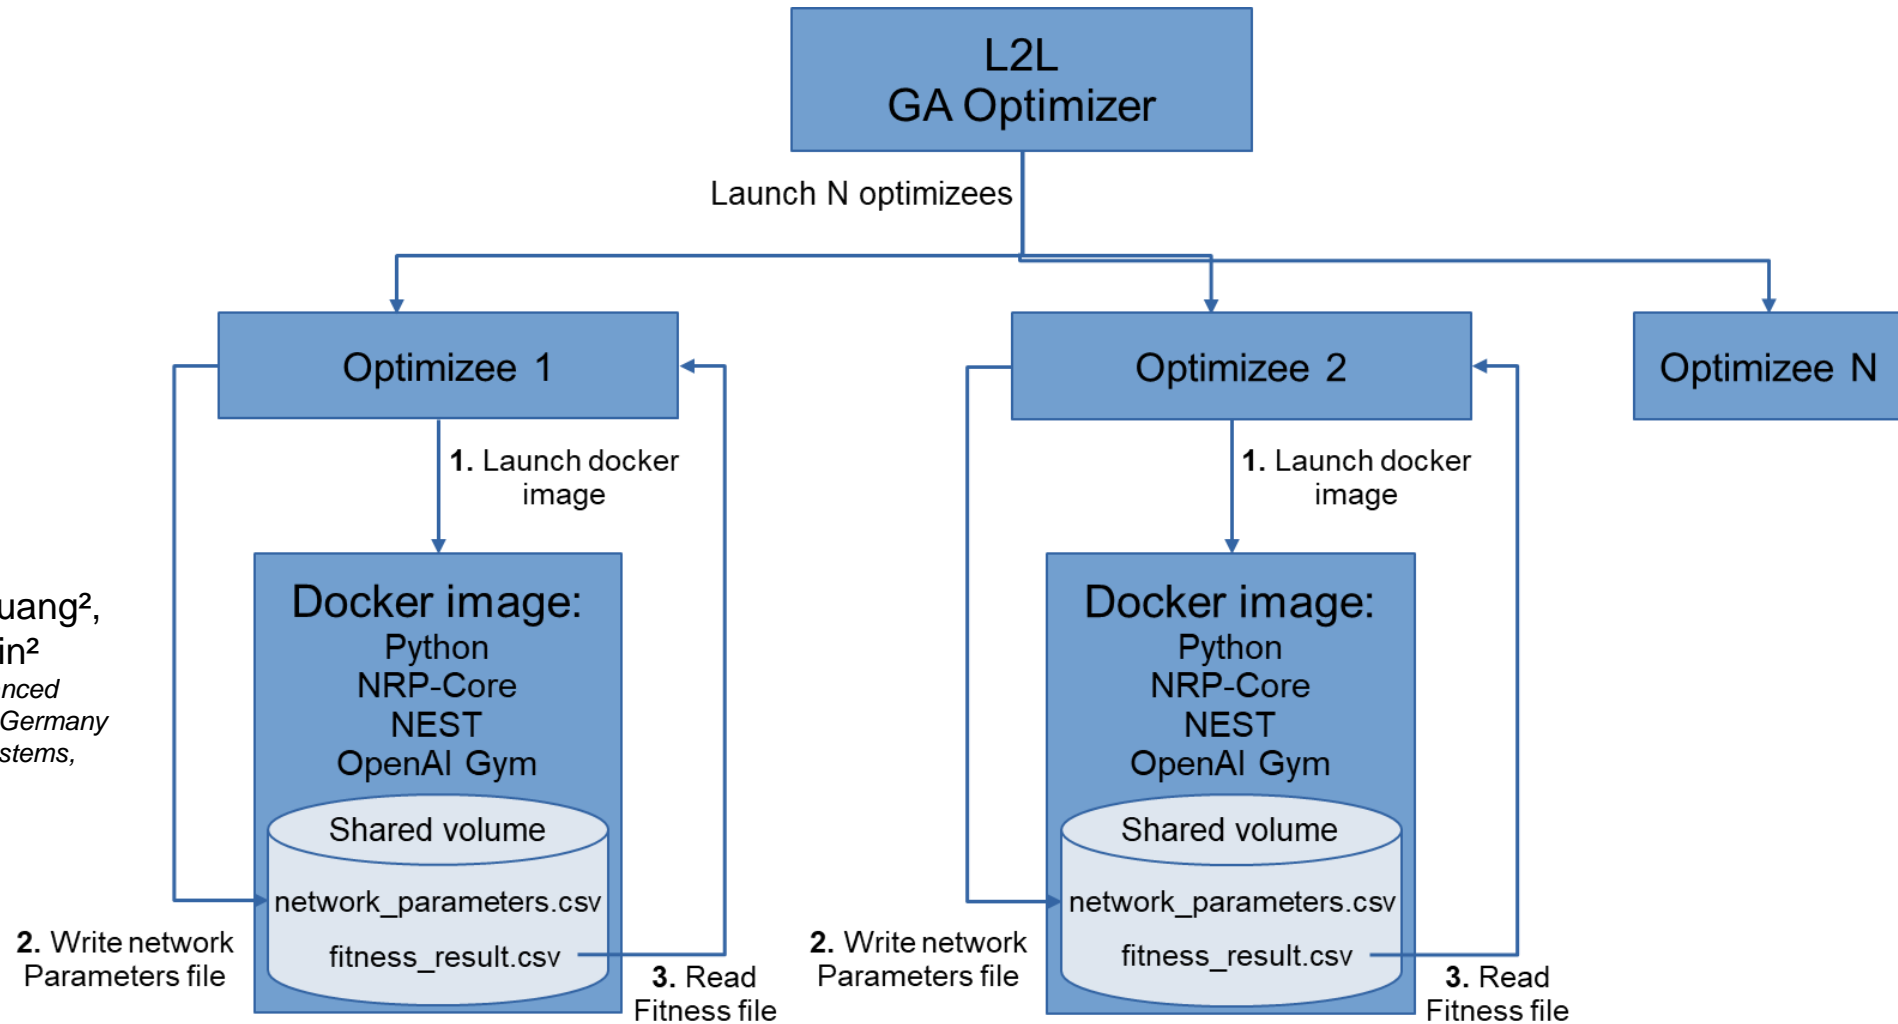 L2L
GA Optimizer
Launch N optimizees
Optimizee 1
Optimizee 2
Optimizee N
1. Launch docker
image
1. Launch docker
image
uang²,
in²
anced
Germany
stems,
Docker image:
Python
NRP-Core
NEST
OpenAI Gym
Shared volume
network_parameters.csv
fitness_result.csv
2. Write network
Parameters file
3. Read
Fitness file
Docker image:
Python
NRP-Core
NEST
OpenAI Gym
Shared volume
network_parameters.csv
fitness_result.csv
2. Write network
Parameters file
3. Read
Fitness file